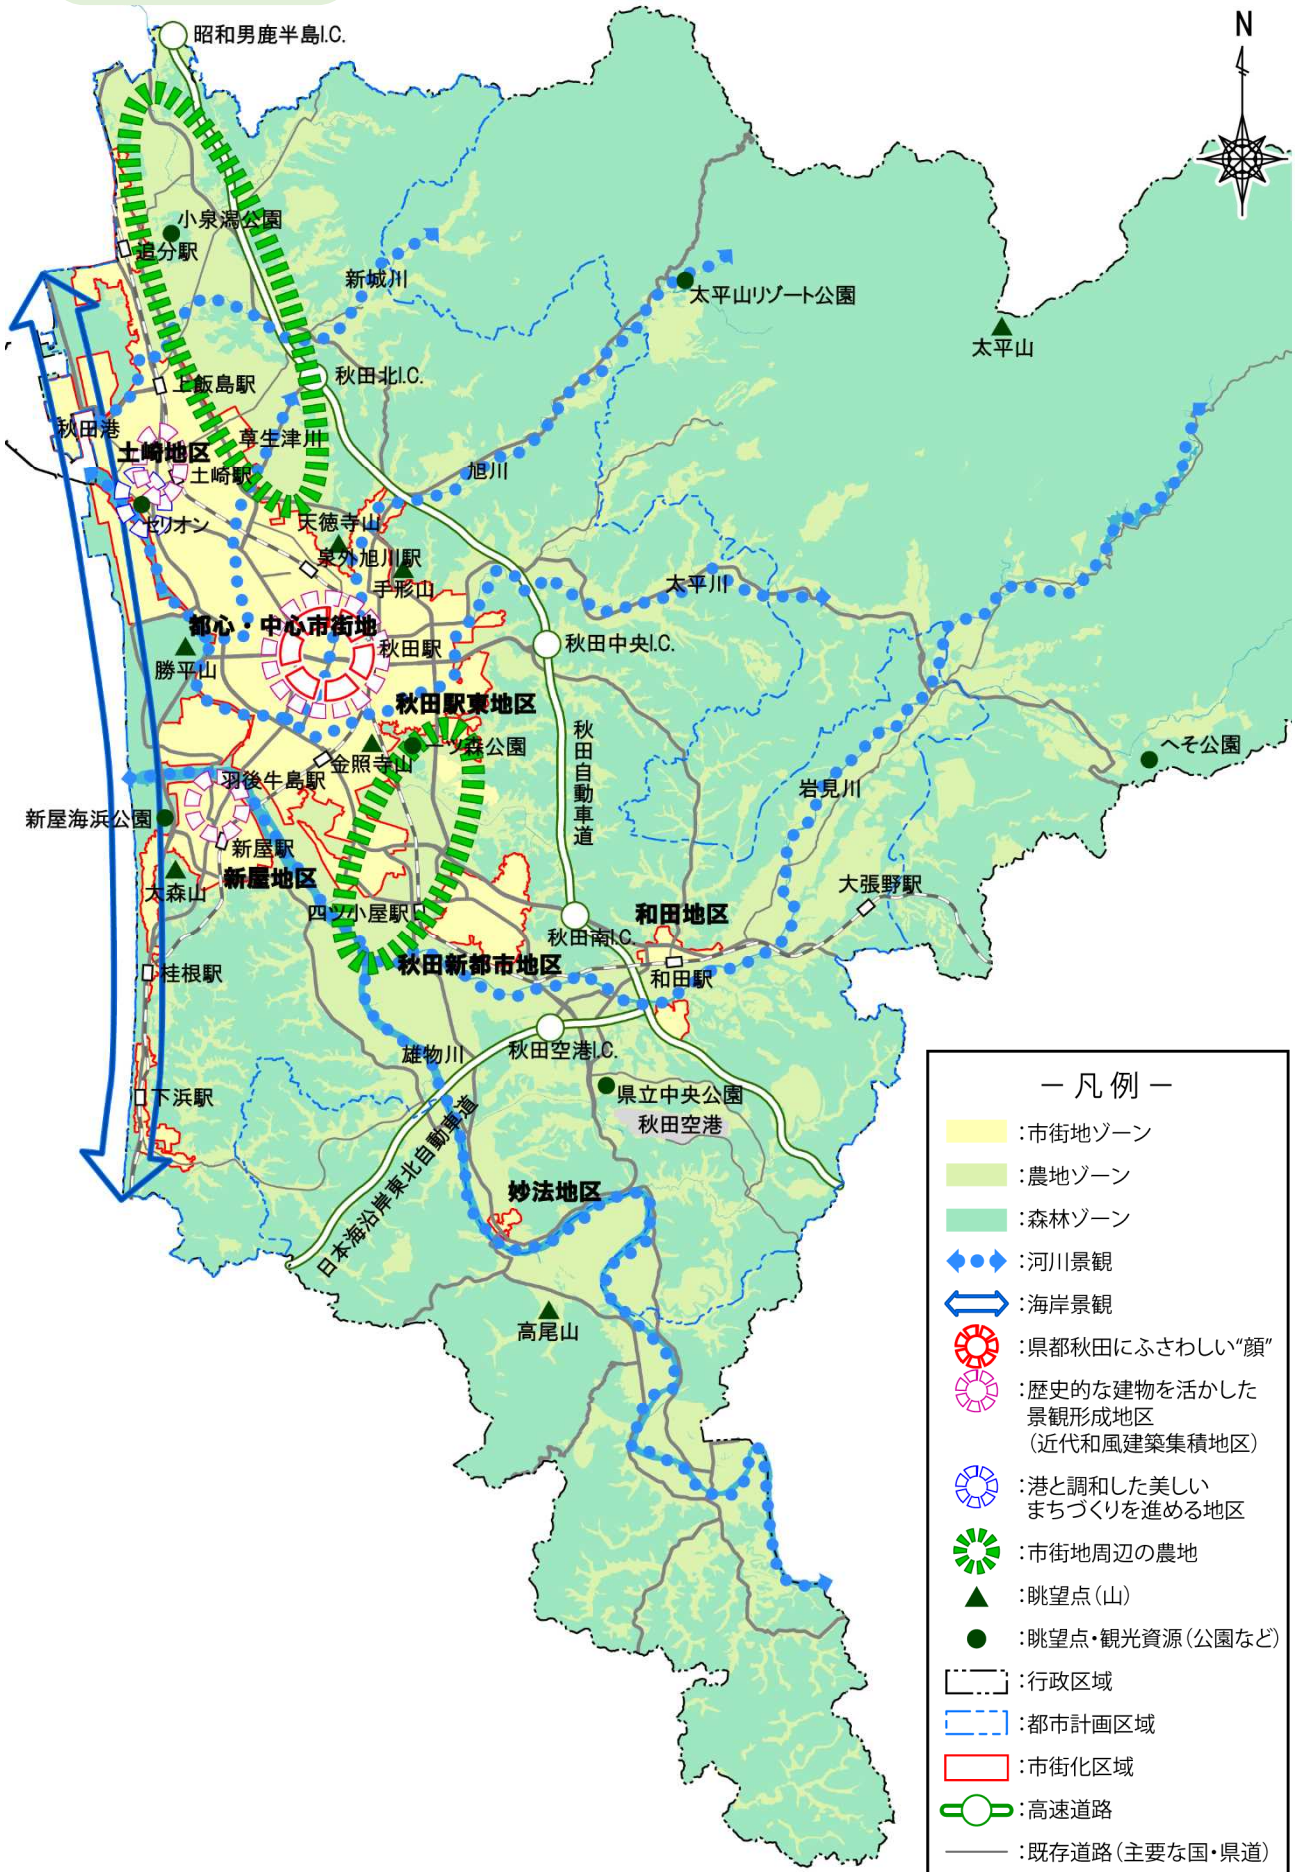 昭和男鹿半島I.C.
N
小泉潟公園
追分駅
新城川
太平山リゾート公園
太平山
上飯島駅
秋田北I.C.
秋田港
草生津川
土崎地区
土崎駅
旭川
セリオン
天徳寺山
泉外旭川駅
手形山
太平川
都心・中心市街地
秋田駅
秋田中央I.C.
勝平山
秋田駅東地区
一ツ森公園
金照寺山
秋田自動車道
へそ公園
羽後牛島駅
岩見川
新屋海浜公園
新屋駅
大森山
新屋地区
大張野駅
四ツ小屋駅
和田地区
秋田南I.C.
秋田新都市地区
和田駅
桂根駅
雄物川
秋田空港I.C.
県立中央公園
下浜駅
秋田空港
日本海沿岸東北自動車道
妙法地区
高尾山
－凡例－
：市街地ゾーン
：農地ゾーン
：森林ゾーン
：河川景観
：海岸景観
：県都秋田にふさわしい“顔”
：歴史的な建物を活かした
景観形成地区
（近代和風建築集積地区）
：港と調和した美しい
まちづくりを進める地区
：市街地周辺の農地
：眺望点（山）
：眺望点・観光資源（公園など）
：行政区域
：都市計画区域
：市街化区域
：高速道路
：既存道路（主要な国・県道）